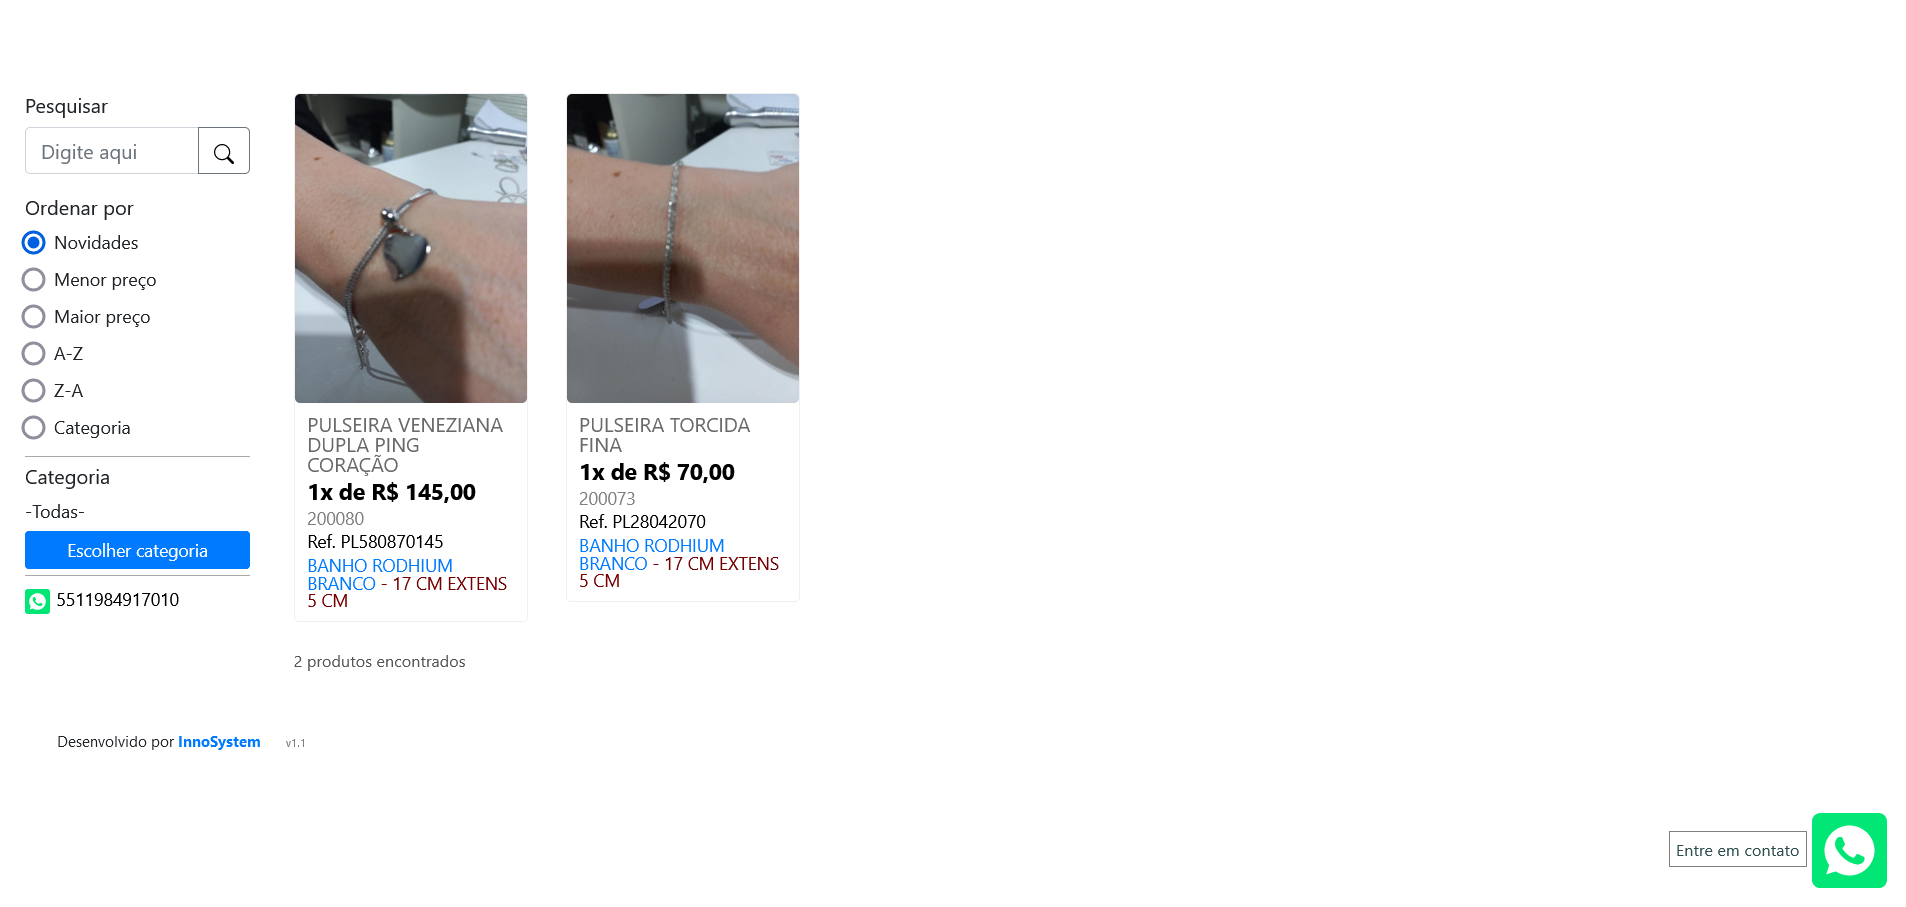 Pesquisar
Digite aqui
Ordenar por
Novidades
Menor preço
Maior preço
A-Z
Z-A
Categoria
Categoria
-Todas-
Escolher categoria
5511984917010
PULSEIRA VENEZIANA
DUPLA PING
CORAÇÃO
1x de R$ 145,00
200080
Ref. PL580870145
BANHO RODHIUM
BRANCO - 17 CM EXTENS
5 CM
PULSEIRA TORCIDA
FINA
1x de R$ 70,00
200073
Ref. PL28042070
BANHO RODHIUM
BRANCO - 17 CM EXTENS
5 CM
2 produtos encontrados
Desenvolvido por InnoSystem v1.1
Entre em contato